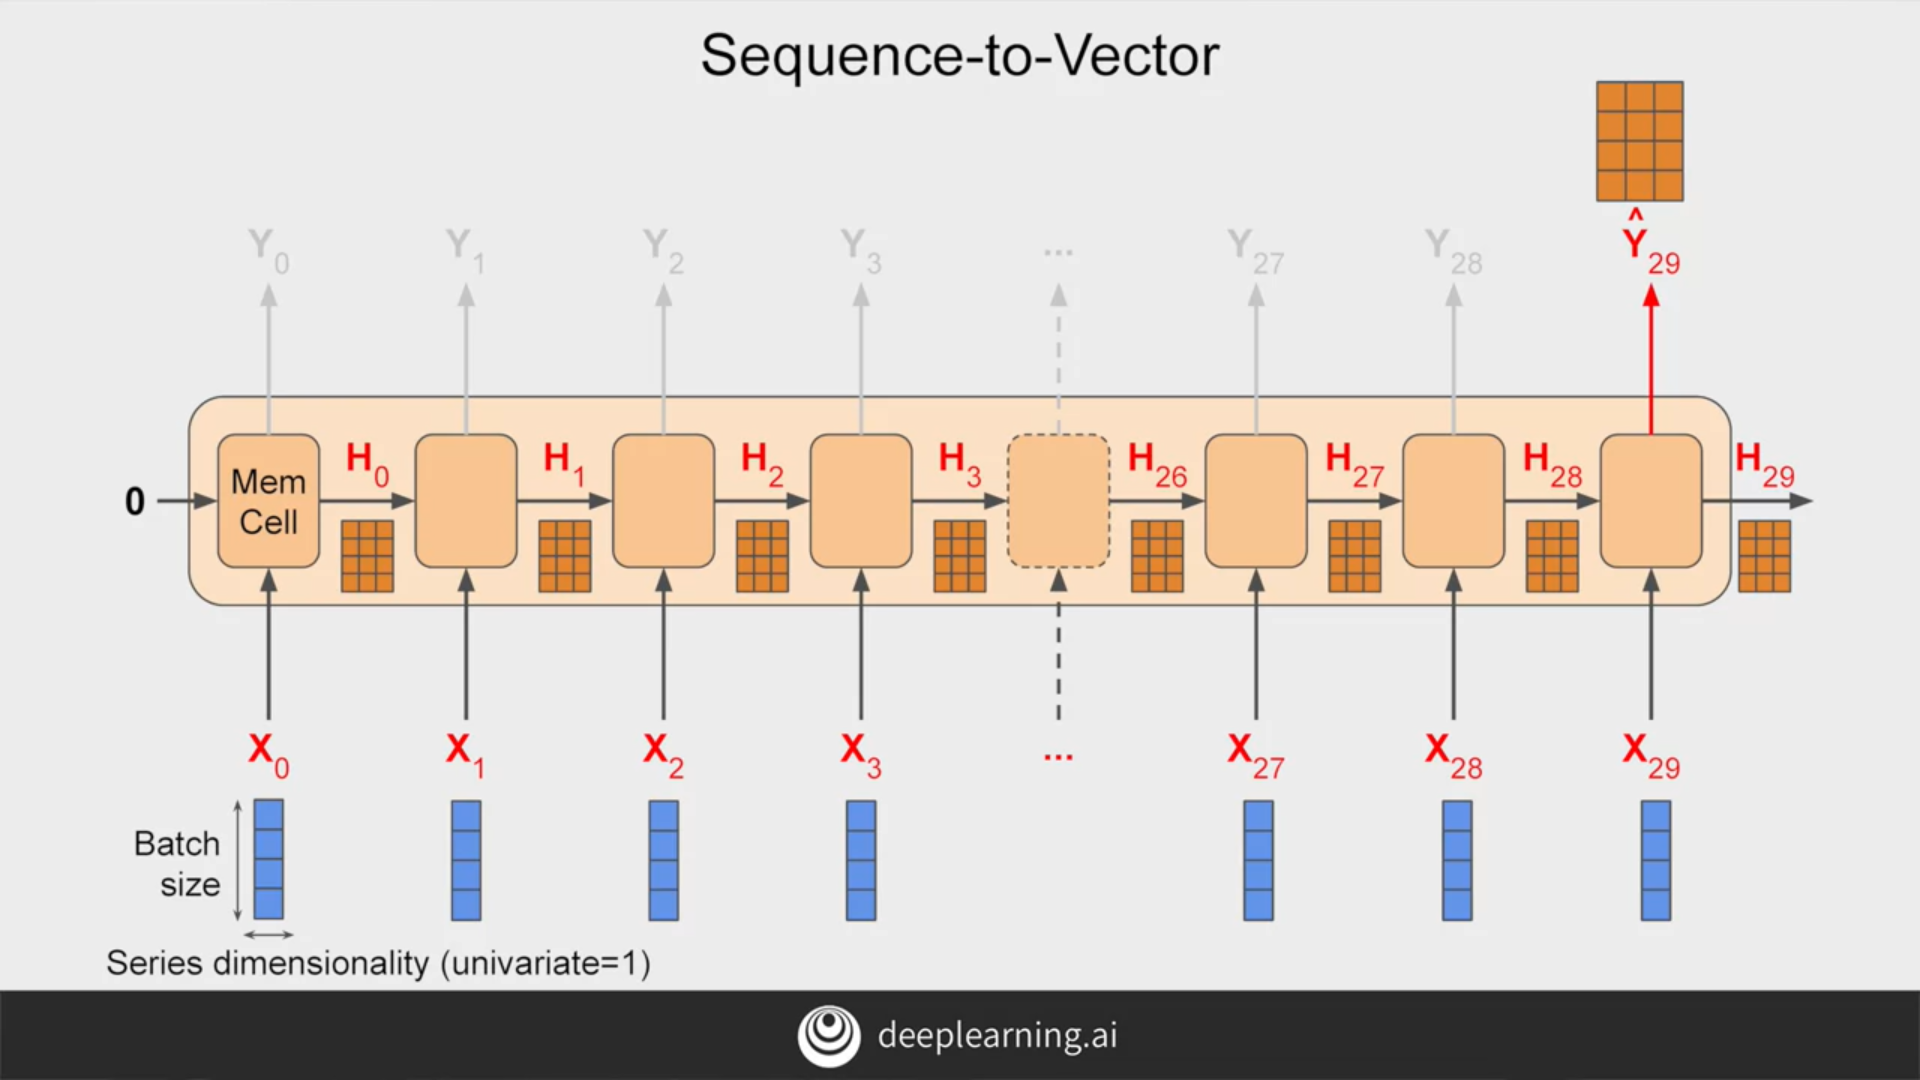 Sequence-to-Vector
Y0 Y1 Y2 Y3 ... Y27 Y28 Ŷ29
0
Mem
Cell
H0 H1 H2 H3 H26 H27 H28 H29
X0 X1 X2 X3 ... X27 X28 X29
Batch
size
Series dimensionality (univariate=1)
deeplearning.ai